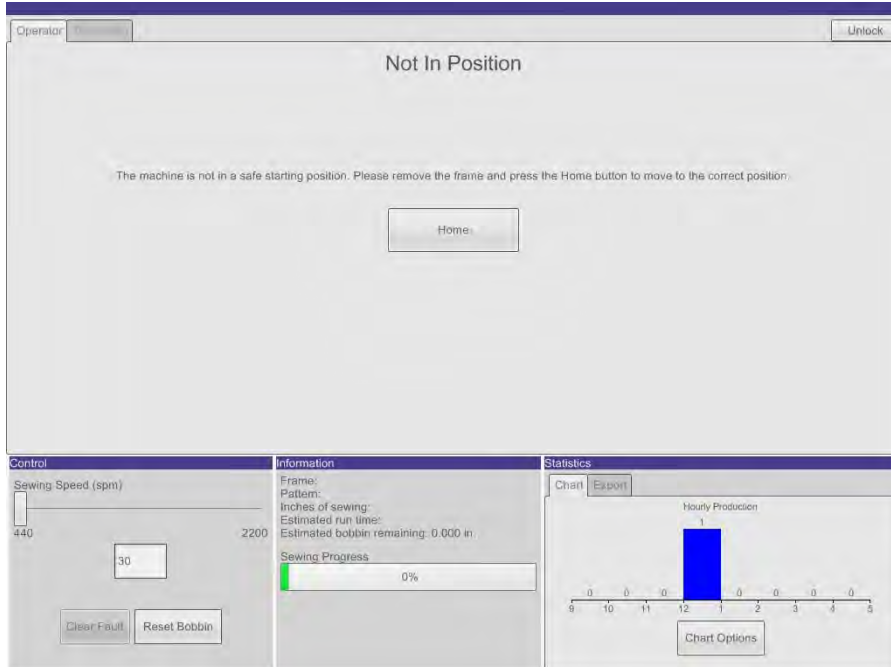 Operator
Unlock
Not In Position
The machine is not in a safe starting position. Please remove the frame and press the Home button to move to the correct position.
Home
Control
Sewing Speed (spm)
440 2200
30
Clear Fault Reset Bobbin
Information
Frame:
Pattern:
Inches of sewing:
Estimated run time:
Estimated bobbin remaining: 0.000 in
Sewing Progress
0%
Statistics
Chart Export
Hourly Production
1
0 0 0 0 0 0 0
9 10 11 12 1 2 3 4 5
Chart Options